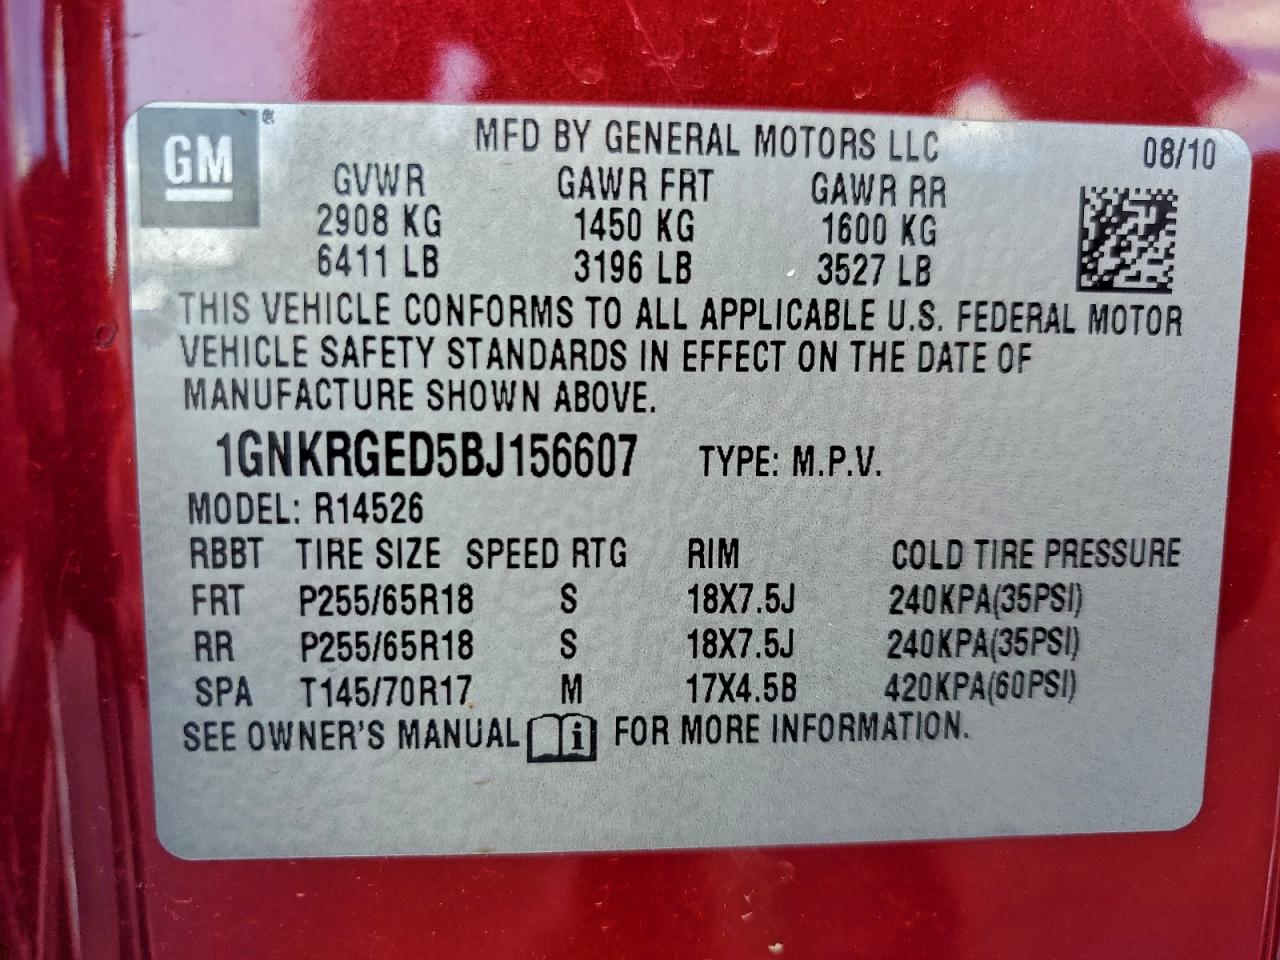 GM®
MFD BY GENERAL MOTORS LLC 08/10
GVWR GAWR FRT GAWR RR
2908 KG 1450 KG 1600 KG
6411 LB 3196 LB 3527 LB
THIS VEHICLE CONFORMS TO ALL APPLICABLE U.S. FEDERAL MOTOR
VEHICLE SAFETY STANDARDS IN EFFECT ON THE DATE OF
MANUFACTURE SHOWN ABOVE.
1GNKRGED5BJ156607 TYPE: M.P.V.
MODEL: R14526
RBBT TIRE SIZE SPEED RTG RIM COLD TIRE PRESSURE
FRT P255/65R18 S 18X7.5J 240KPA(35PSI)
RR P255/65R18 S 18X7.5J 240KPA(35PSI)
SPA T145/70R17 M 17X4.5B 420KPA(60PSI)
SEE OWNER'S MANUAL i FOR MORE INFORMATION.